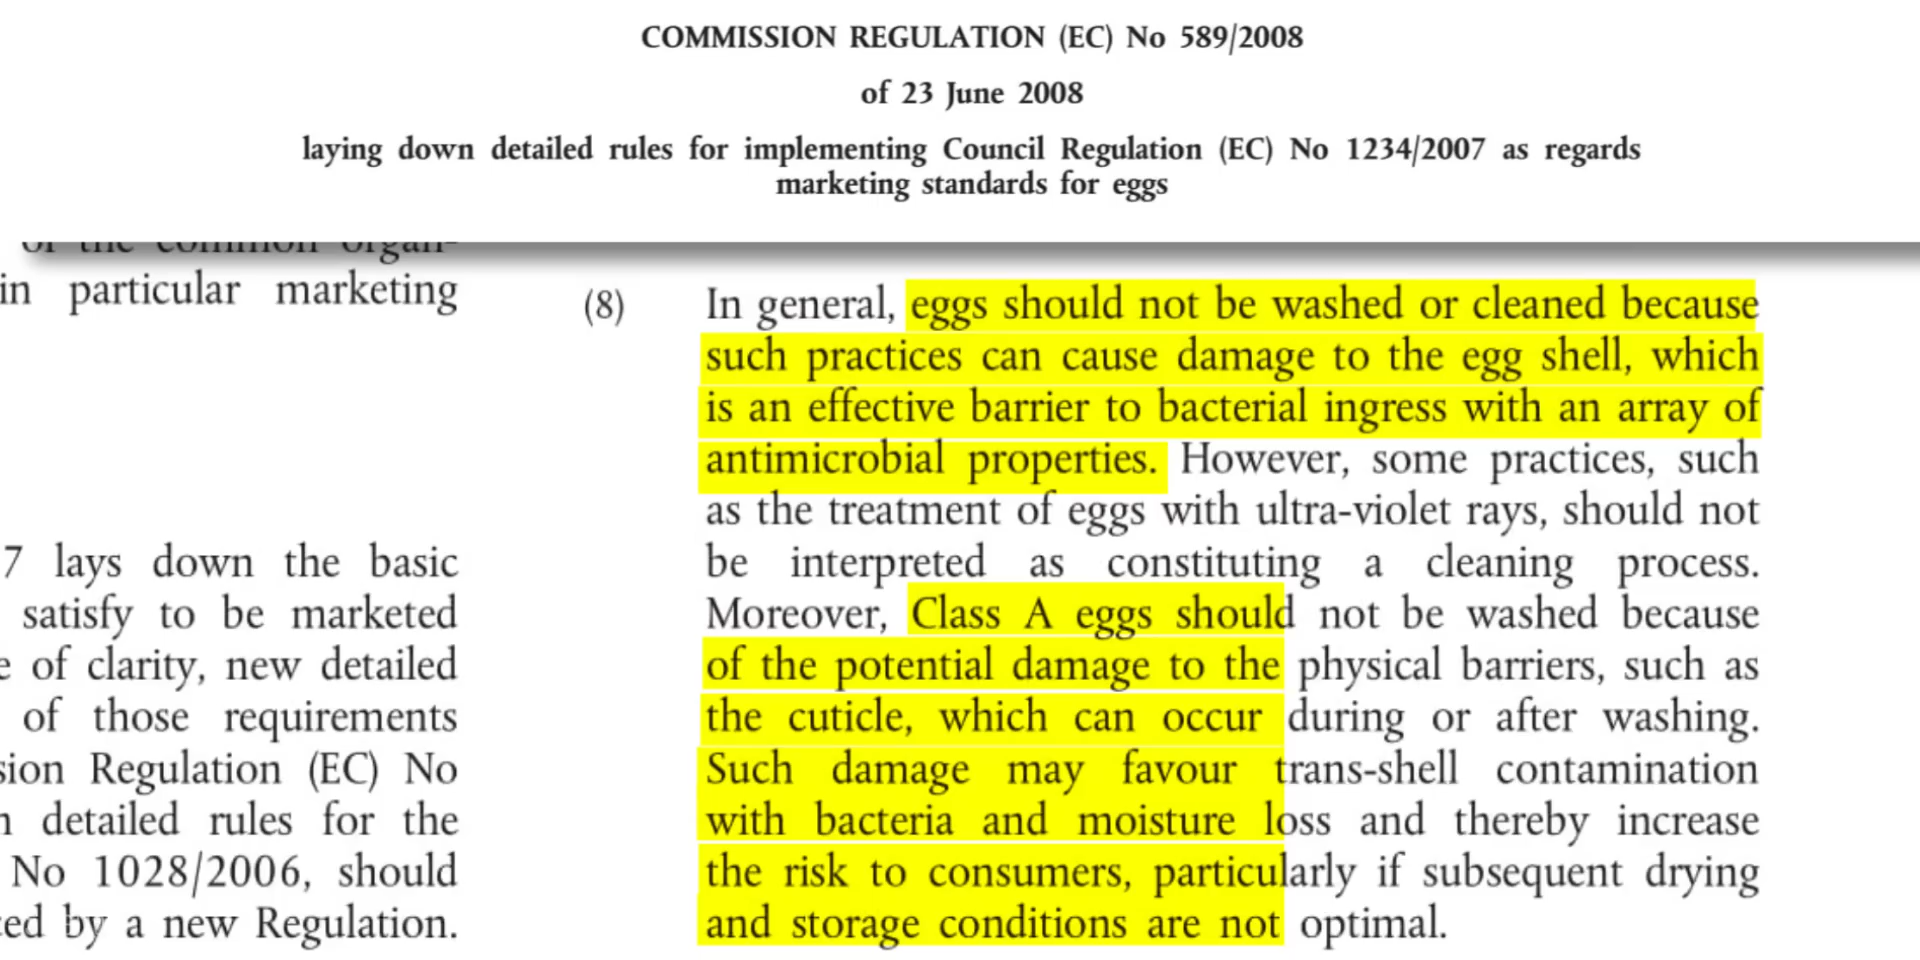 COMMISSION REGULATION (EC) No 589/2008
of 23 June 2008
laying down detailed rules for implementing Council Regulation (EC) No 1234/2007 as regards
marketing standards for eggs
of the common organ-
in particular marketing
7 lays down the basic
satisfy to be marketed
e of clarity, new detailed
of those requirements
sion Regulation (EC) No
n detailed rules for the
No 1028/2006, should
ced by a new Regulation.
(8) In general, eggs should not be washed or cleaned because
such practices can cause damage to the egg shell, which
is an effective barrier to bacterial ingress with an array of
antimicrobial properties. However, some practices, such
as the treatment of eggs with ultra-violet rays, should not
be interpreted as constituting a cleaning process.
Moreover, Class A eggs should not be washed because
of the potential damage to the physical barriers, such as
the cuticle, which can occur during or after washing.
Such damage may favour trans-shell contamination
with bacteria and moisture loss and thereby increase
the risk to consumers, particularly if subsequent drying
and storage conditions are not optimal.